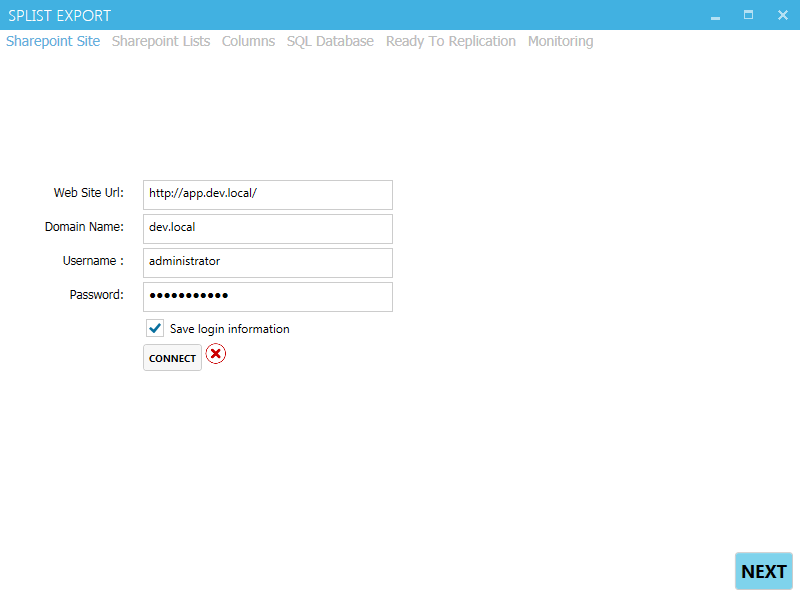 SPLIST EXPORT
Sharepoint Site Sharepoint Lists Columns SQL Database Ready To Replication Monitoring
Web Site Url: http://app.dev.local/
Domain Name: dev.local
Username : administrator
Password: ●●●●●●●●●●●
Save login information
CONNECT
NEXT